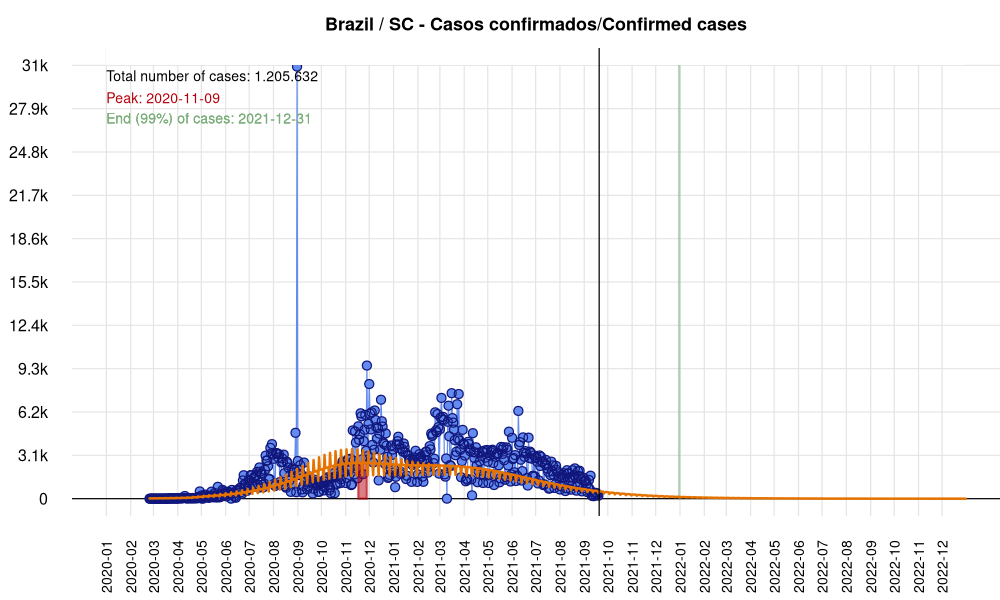 Brazil / SC - Casos confirmados/Confirmed cases
Total number of cases: 1.205.632
Peak: 2020-11-09
End (99%) of cases: 2021-12-31
31k
27.9k
24.8k
21.7k
18.6k
15.5k
12.4k
9.3k
6.2k
3.1k
0
2020-01
2020-02
2020-03
2020-04
2020-05
2020-06
2020-07
2020-08
2020-09
2020-10
2020-11
2020-12
2021-01
2021-02
2021-03
2021-04
2021-05
2021-06
2021-07
2021-08
2021-09
2021-10
2021-11
2021-12
2022-01
2022-02
2022-03
2022-04
2022-05
2022-06
2022-07
2022-08
2022-09
2022-10
2022-11
2022-12